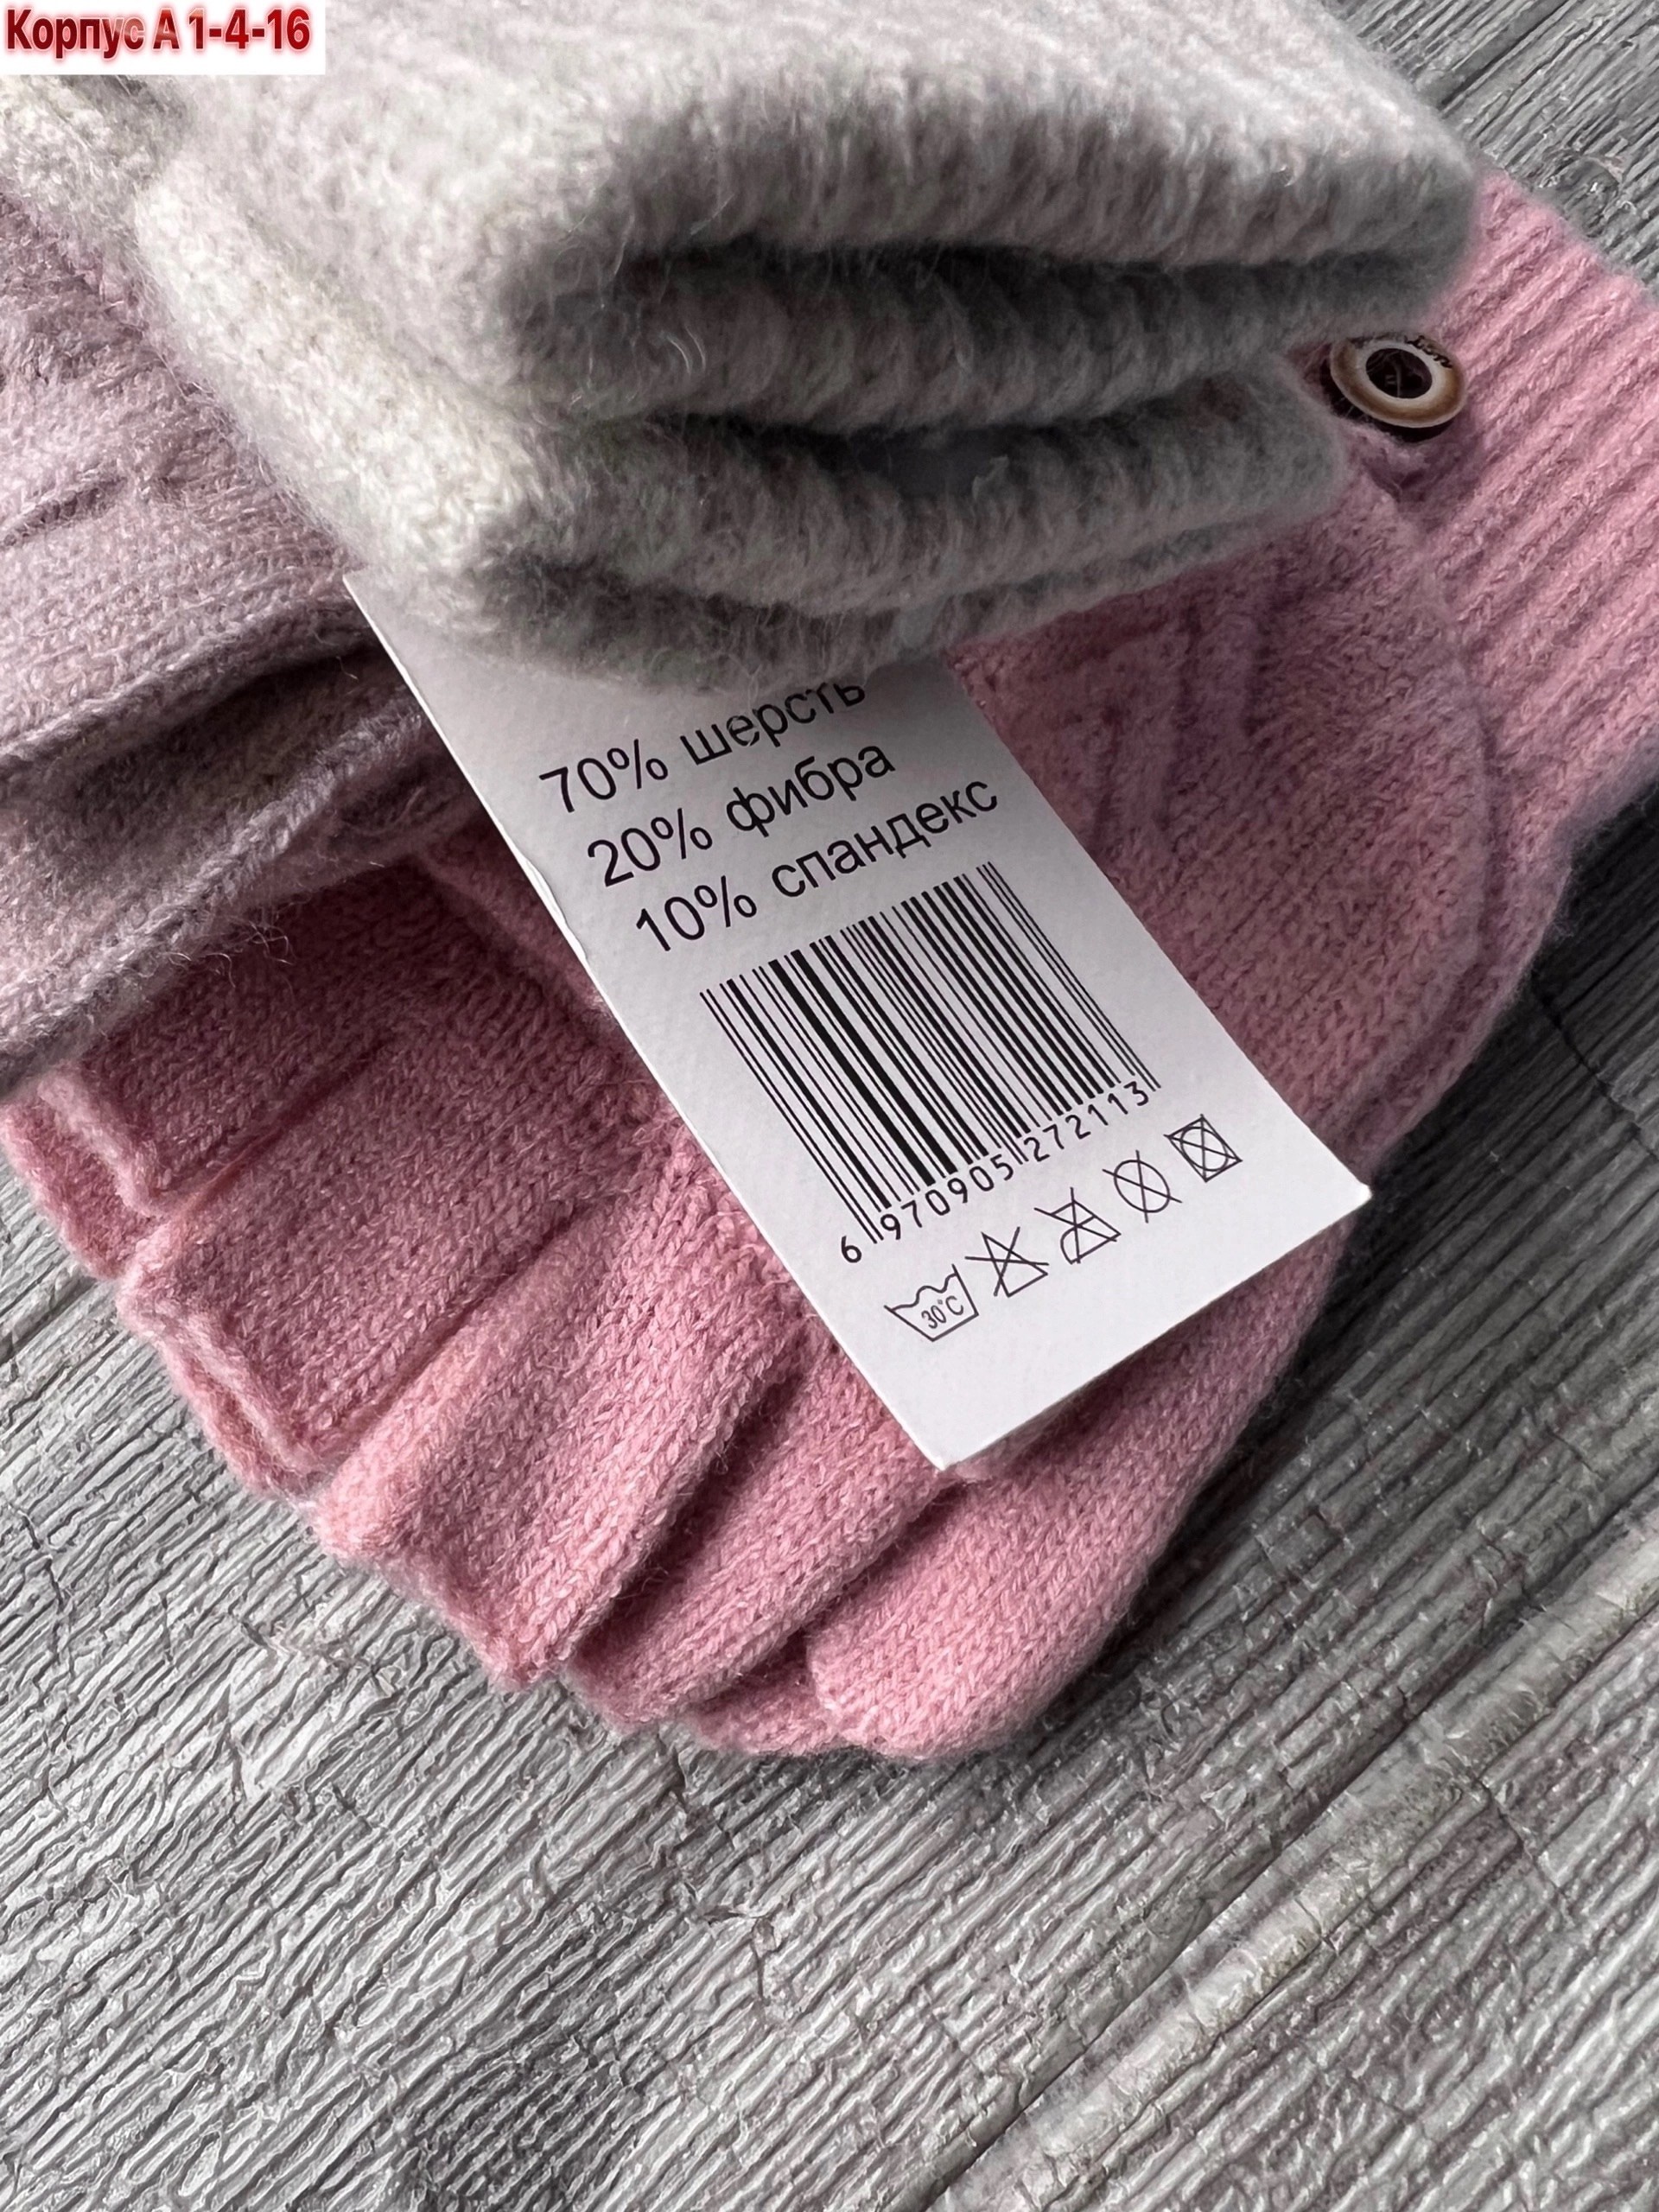 Корпус А 1-4-16
70% шерсть
20% фибра
10% спандекс
6 970905 272113
30°C